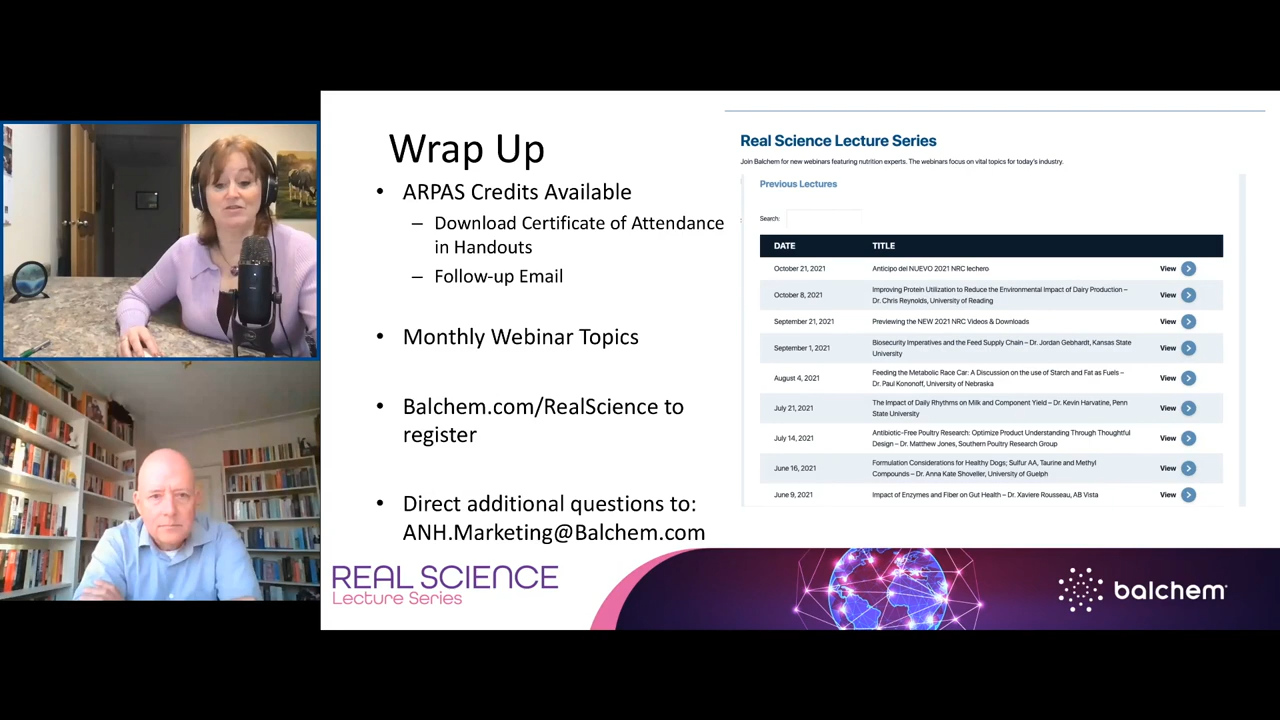 Wrap Up
• ARPAS Credits Available
– Download Certificate of Attendance
in Handouts
– Follow-up Email
• Monthly Webinar Topics
• Balchem.com/RealScience to
register
• Direct additional questions to:
ANH.Marketing@Balchem.com
Real Science Lecture Series
Join Balchem for new webinars featuring nutrition experts. The webinars focus on vital topics for today's industry.
Previous Lectures
Search:
DATE TITLE
October 21, 2021 Anticipo del NUEVO 2021 NRC lechero View
October 8, 2021 Improving Protein Utilization to Reduce the Environmental Impact of Dairy Production –
Dr. Chris Reynolds, University of Reading View
September 21, 2021 Previewing the NEW 2021 NRC Videos & Downloads View
September 1, 2021 Biosecurity Imperatives and the Feed Supply Chain – Dr. Jordan Gebhardt, Kansas State
University View
August 4, 2021 Feeding the Metabolic Race Car: A Discussion on the use of Starch and Fat as Fuels –
Dr. Paul Kononoff, University of Nebraska View
July 21, 2021 The Impact of Daily Rhythms on Milk and Component Yield – Dr. Kevin Harvatine, Penn
State University View
July 14, 2021 Antibiotic-Free Poultry Research: Optimize Product Understanding Through Thoughtful
Design – Dr. Matthew Jones, Southern Poultry Research Group View
June 16, 2021 Formulation Considerations for Healthy Dogs; Sulfur AA, Taurine and Methyl
Compounds – Dr. Anna Kate Shoveller, University of Guelph View
June 9, 2021 Impact of Enzymes and Fiber on Gut Health – Dr. Xaviere Rousseau, AB Vista View
REAL SCIENCE
Lecture Series
balchem